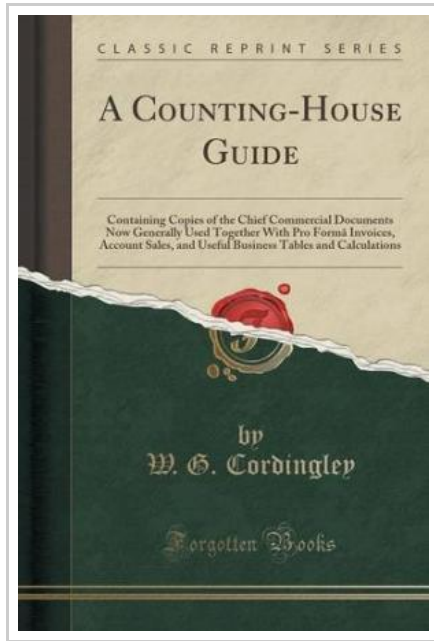 CLASSIC REPRINT SERIES
A COUNTING-HOUSE
GUIDE
Containing Copies of the Chief Commercial Documents
Now Generally Used Together With Pro Formâ Invoices,
Account Sales, and Useful Business Tables and Calculations
by
W. G. Cordingley
Forgotten Books